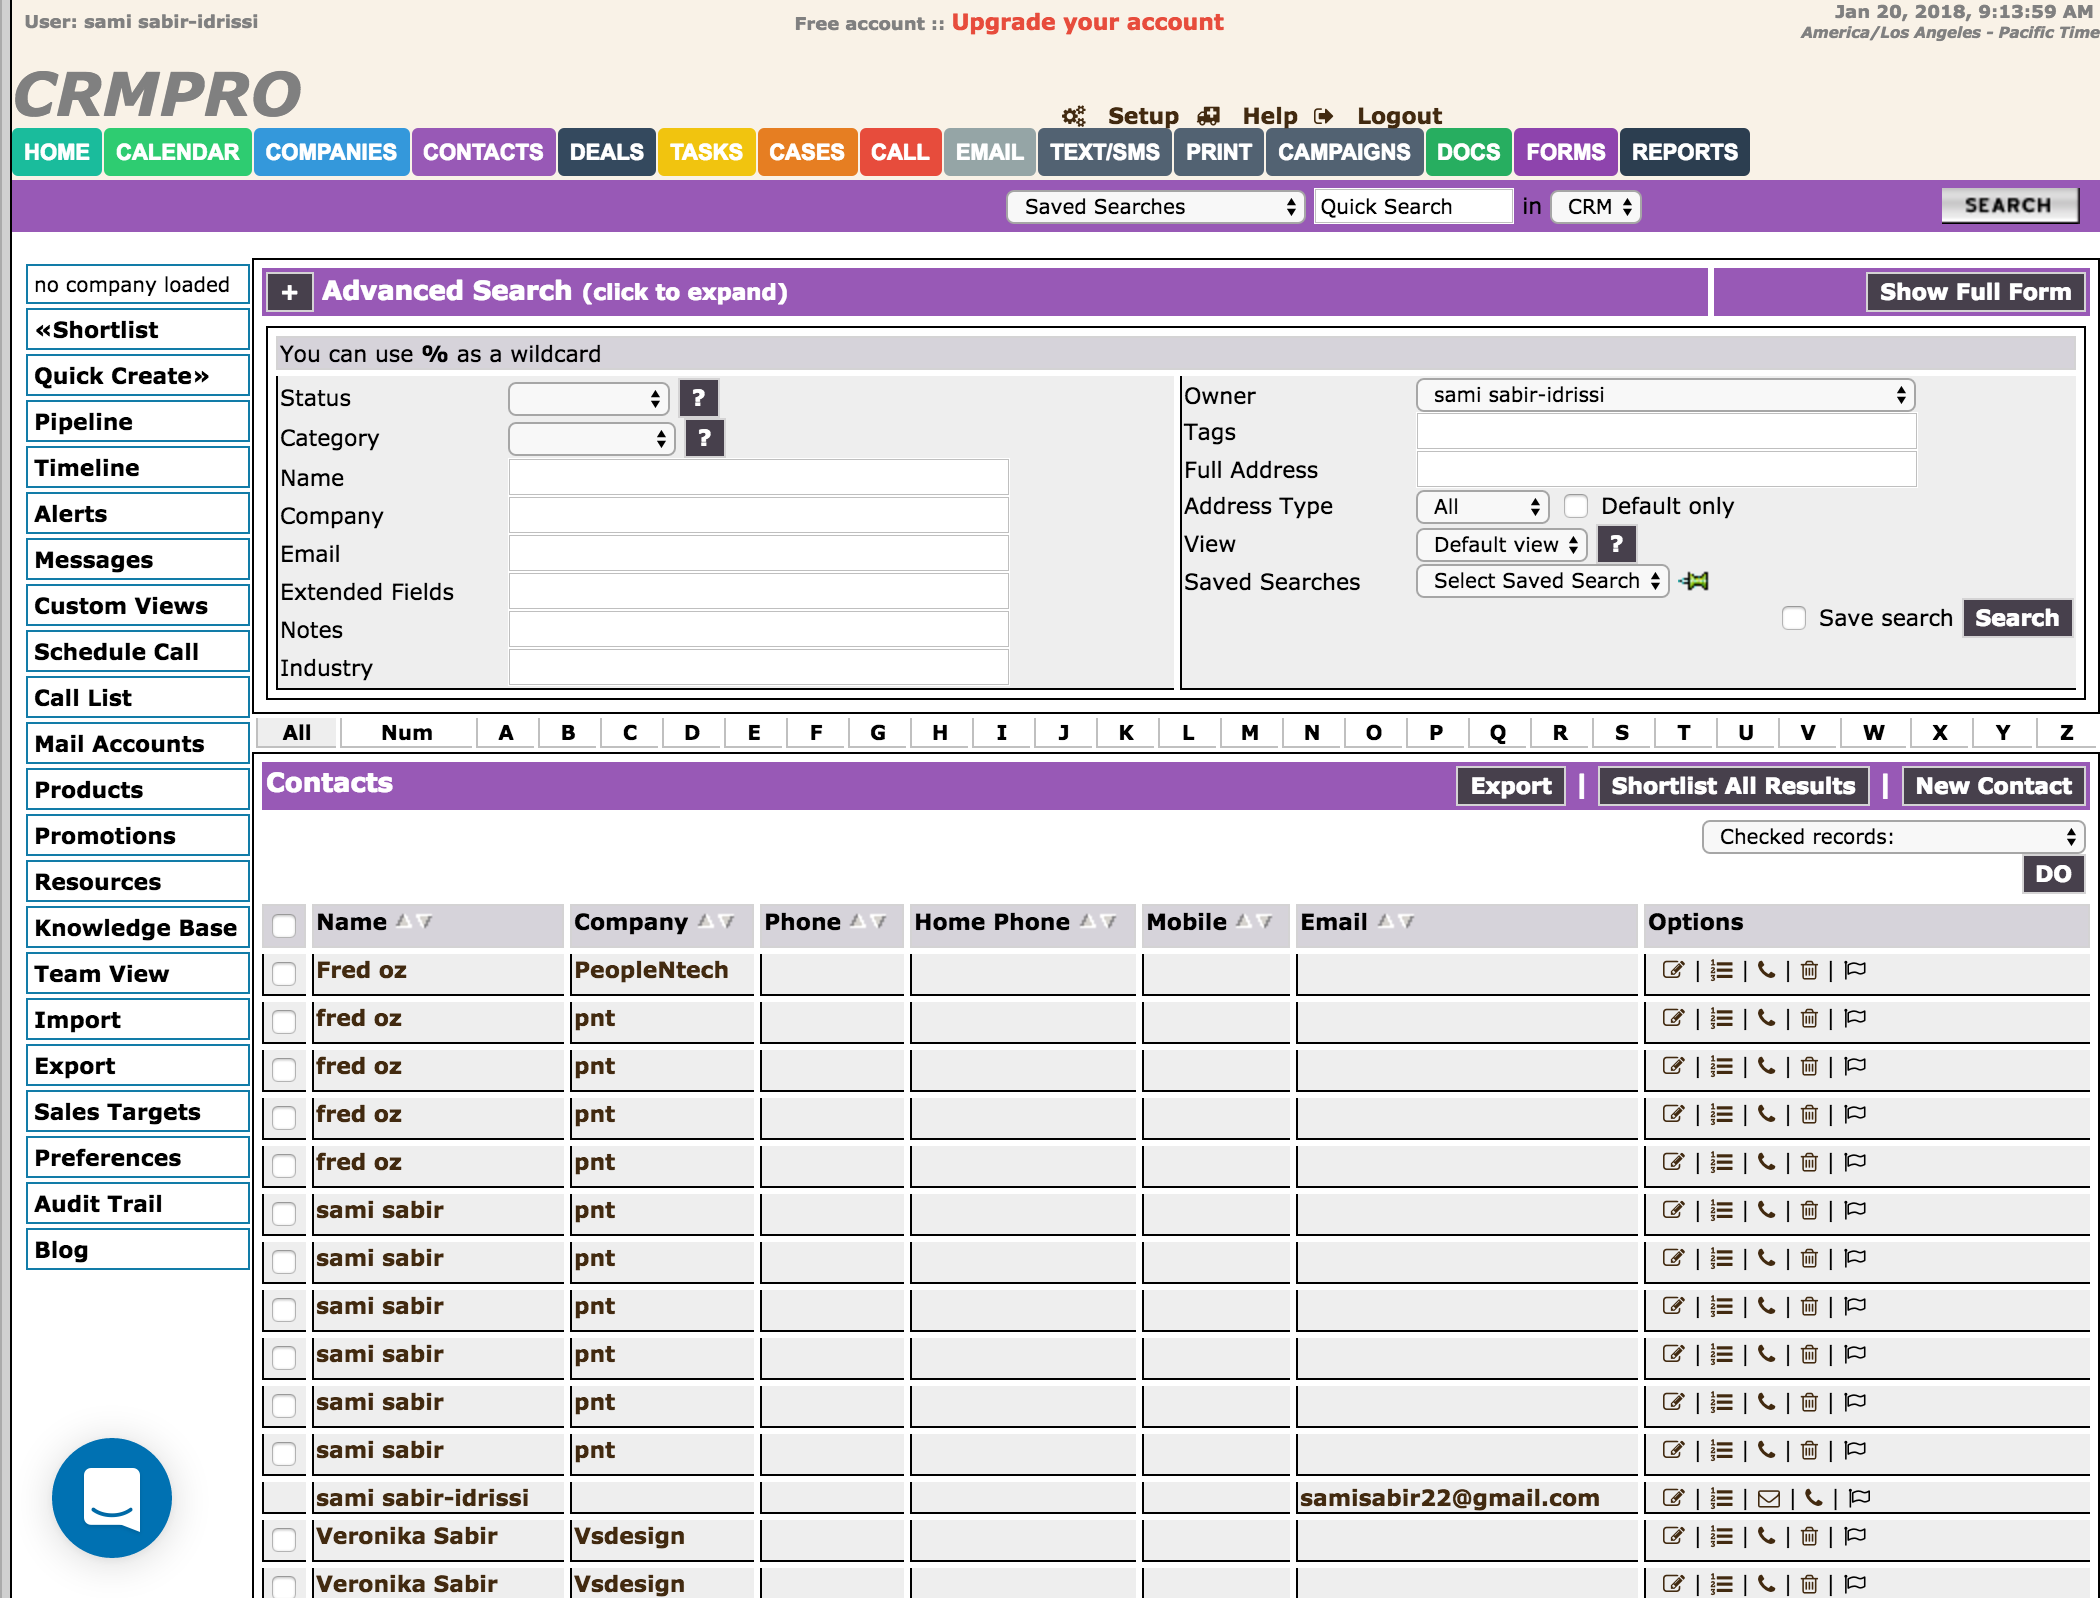 User: sami sabir-idrissi
Free account :: Upgrade your account
Jan 20, 2018, 9:13:59 AM
America/Los Angeles - Pacific Time
CRMPRO
Setup Help Logout
HOME CALENDAR COMPANIES CONTACTS DEALS TASKS CASES CALL EMAIL TEXT/SMS PRINT CAMPAIGNS DOCS FORMS REPORTS
Saved Searches Quick Search in CRM SEARCH
no company loaded
«Shortlist
Quick Create»
Pipeline
Timeline
Alerts
Messages
Custom Views
Schedule Call
Call List
Mail Accounts
Products
Promotions
Resources
Knowledge Base
Team View
Import
Export
Sales Targets
Preferences
Audit Trail
Blog
+ Advanced Search (click to expand) Show Full Form
You can use % as a wildcard
Status ?
Category ?
Name
Company
Email
Extended Fields
Notes
Industry
Owner sami sabir-idrissi
Tags
Full Address
Address Type All Default only
View Default view ?
Saved Searches Select Saved Search
Save search Search
All Num A B C D E F G H I J K L M N O P Q R S T U V W X Y Z
Contacts Export | Shortlist All Results | New Contact
Checked records:
DO
Name Company Phone Home Phone Mobile Email Options
Fred oz PeopleNtech | | | |
fred oz pnt | | | |
fred oz pnt | | | |
fred oz pnt | | | |
fred oz pnt | | | |
sami sabir pnt | | | |
sami sabir pnt | | | |
sami sabir pnt | | | |
sami sabir pnt | | | |
sami sabir pnt | | | |
sami sabir pnt | | | |
sami sabir-idrissi samisabir22@gmail.com | | | |
Veronika Sabir Vsdesign | | | |
Veronika Sabir Vsdesign | | | |